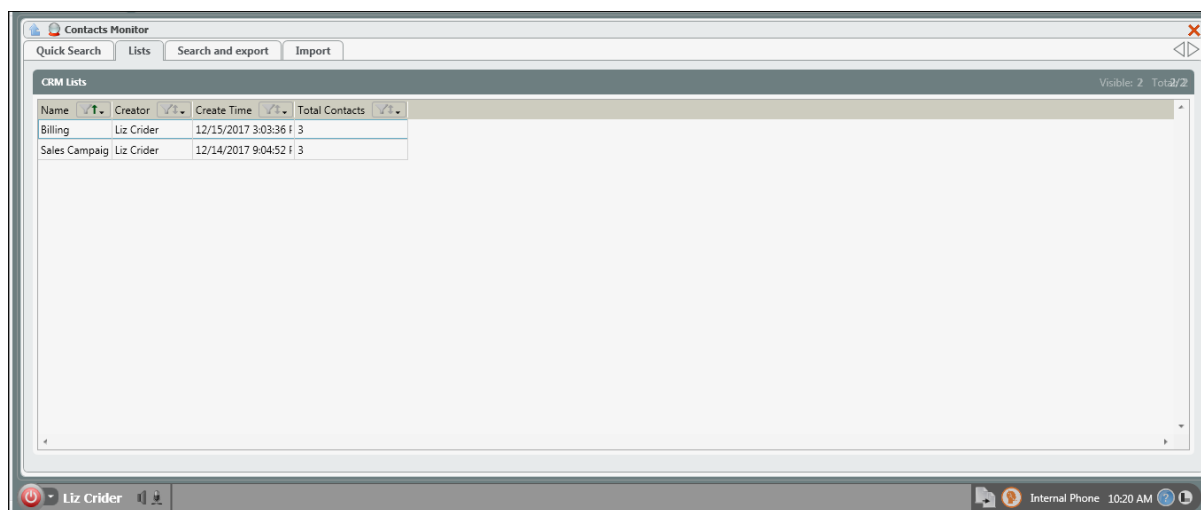 Contacts Monitor
Quick Search Lists Search and export Import
CRM Lists Visible: 2 Total/2
Name Creator Create Time Total Contacts
Billing Liz Crider 12/15/2017 3:03:36 3
Sales Campaig Liz Crider 12/14/2017 9:04:52 3
Liz Crider Internal Phone 10:20 AM ?